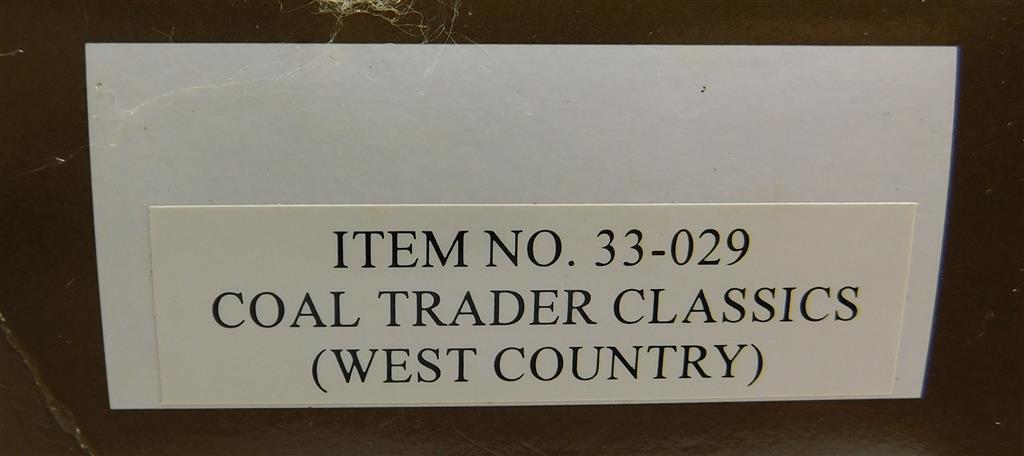 ITEM NO. 33-029
COAL TRADER CLASSICS
(WEST COUNTRY)